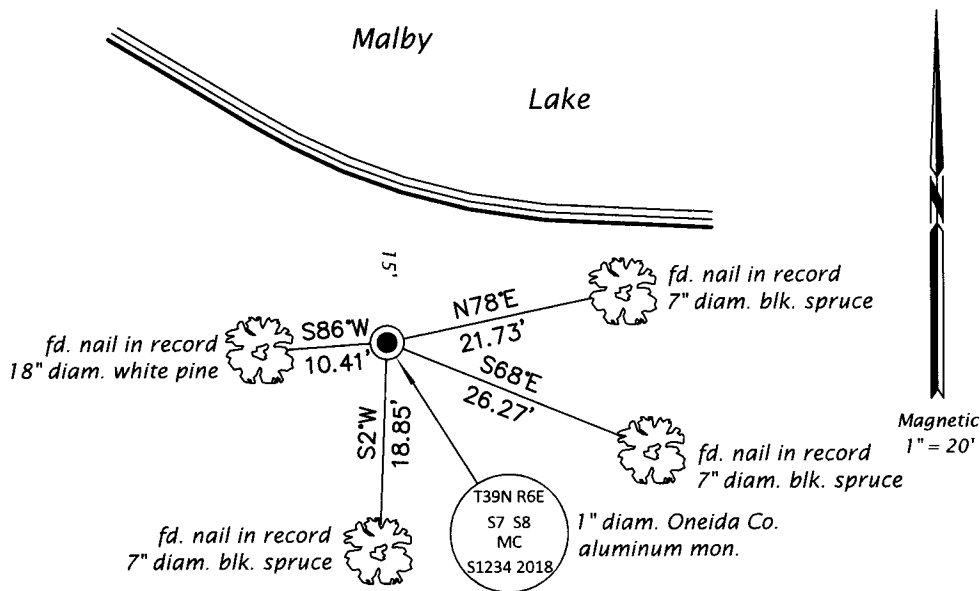 Malby
Lake
15'
fd. nail in record
7" diam. blk. spruce
N78°E
21.73'
S86°W
10.41'
fd. nail in record
18" diam. white pine
S68°E
26.27'
S2°W
18.85'
Magnetic
1" = 20'
fd. nail in record
7" diam. blk. spruce
T39N R6E
S7 S8
MC
S1234 2018
1" diam. Oneida Co.
aluminum mon.
fd. nail in record
7" diam. blk. spruce